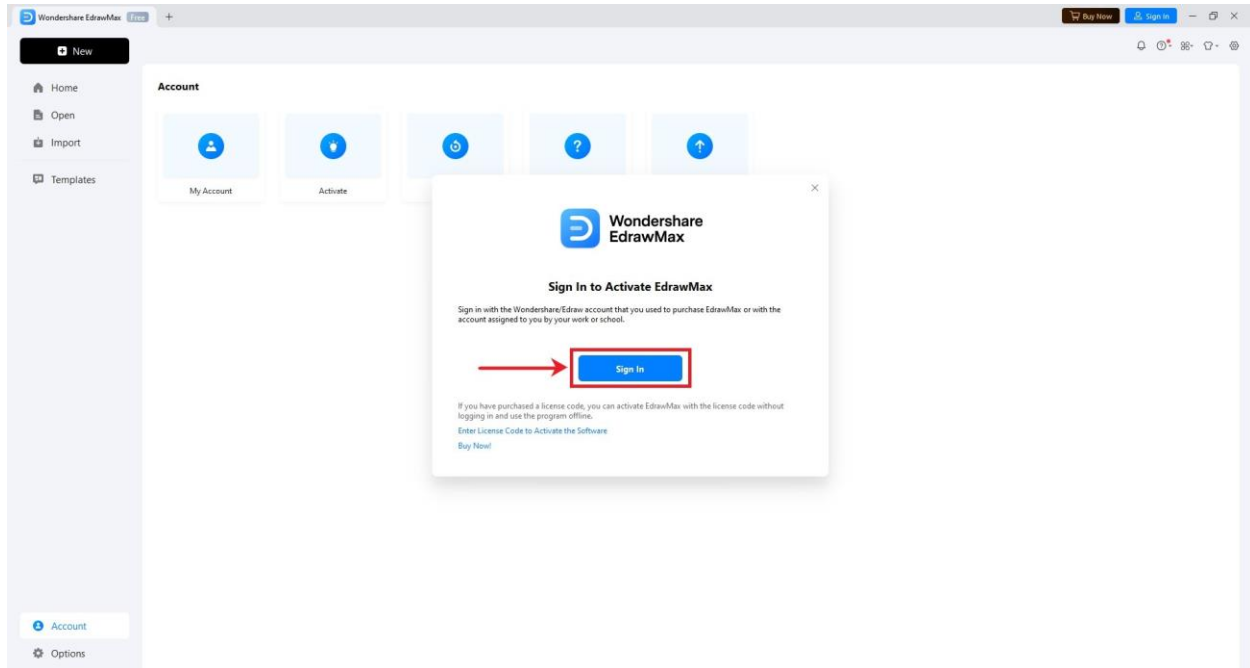 Wondershare EdrawMax Free
Buy Now
Sign In
New
Home
Open
Import
Templates
Account
My Account
Activate
Wondershare
EdrawMax
Sign In to Activate EdrawMax
Sign in with the Wondershare/Edraw account that you used to purchase EdrawMax or with the
account assigned to you by your work or school.
Sign In
If you have purchased a license code, you can activate EdrawMax with the license code without
logging in and use the program offline.
Enter License Code to Activate the Software
Buy Now!
Account
Options